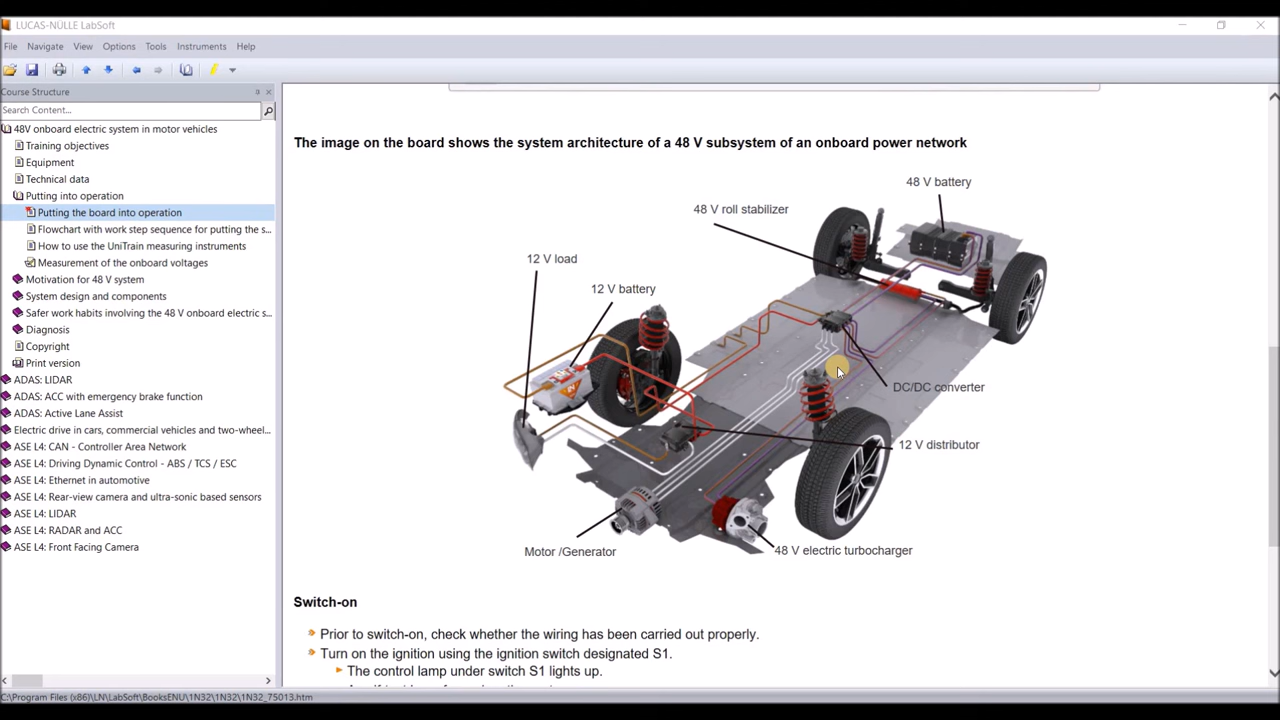 LUCAS-NÜLLE LabSoft
File Navigate View Options Tools Instruments Help
Course Structure
Search Content...
48V onboard electric system in motor vehicles
Training objectives
Equipment
Technical data
Putting into operation
Putting the board into operation
Flowchart with work step sequence for putting the s...
How to use the UniTrain measuring instruments
Measurement of the onboard voltages
Motivation for 48 V system
System design and components
Safer work habits involving the 48 V onboard electric s...
Diagnosis
Copyright
Print version
ADAS: LIDAR
ADAS: ACC with emergency brake function
ADAS: Active Lane Assist
Electric drive in cars, commercial vehicles and two-wheel...
ASE L4: CAN - Controller Area Network
ASE L4: Driving Dynamic Control - ABS / TCS / ESC
ASE L4: Ethernet in automotive
ASE L4: Rear-view camera and ultra-sonic based sensors
ASE L4: LIDAR
ASE L4: RADAR and ACC
ASE L4: Front Facing Camera
The image on the board shows the system architecture of a 48 V subsystem of an onboard power network
48 V battery
48 V roll stabilizer
12 V load
12 V battery
DC/DC converter
12 V distributor
Motor /Generator
48 V electric turbocharger
Switch-on
Prior to switch-on, check whether the wiring has been carried out properly.
Turn on the ignition using the ignition switch designated S1.
The control lamp under switch S1 lights up.
C:\Program Files (x86)\LN\LabSoft\BooksENU\1N32\1N32\1N32_75013.htm